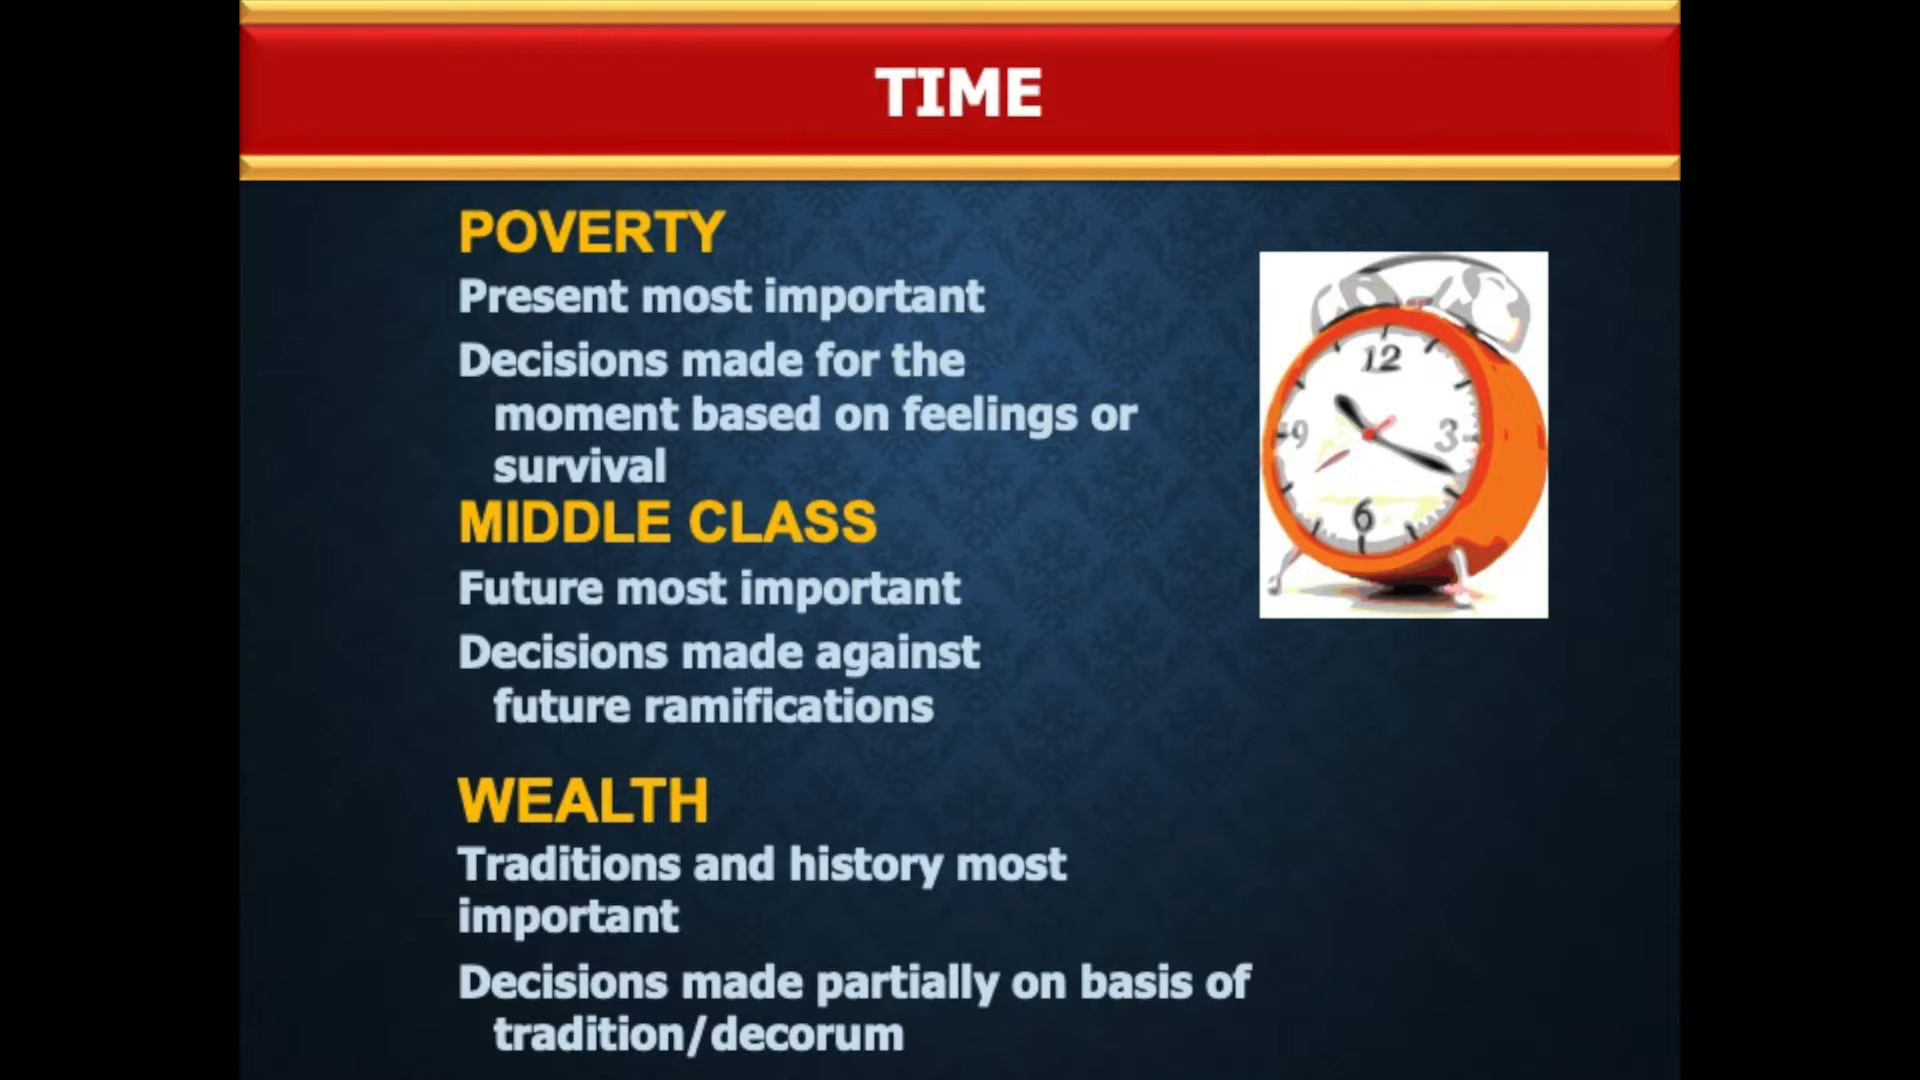 TIME
POVERTY
Present most important
Decisions made for the
moment based on feelings or
survival
MIDDLE CLASS
Future most important
Decisions made against
future ramifications
WEALTH
Traditions and history most
important
Decisions made partially on basis of
tradition/decorum
12
9
3
6